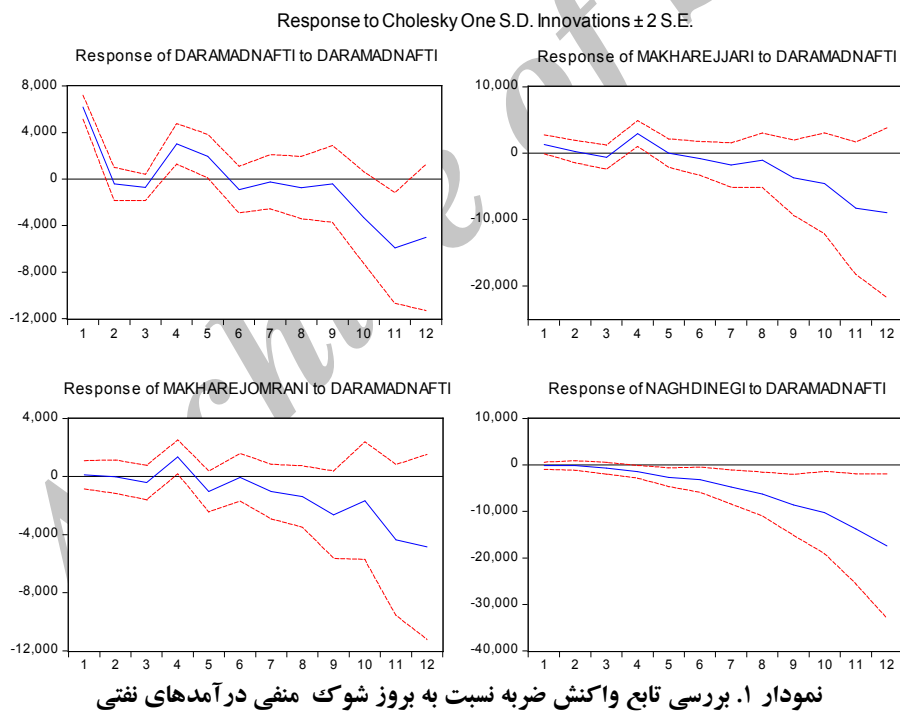 Response to Cholesky One S.D. Innovations ± 2 S.E.
Response of DARAMADNAFTI to DARAMADNAFTI
8,000
4,000
0
-4,000
-8,000
-12,000
1 2 3 4 5 6 7 8 9 10 11 12
Response of MAKHAREJJARI to DARAMADNAFTI
10,000
0
-10,000
-20,000
1 2 3 4 5 6 7 8 9 10 11 12
Response of MAKHAREJOMRANI to DARAMADNAFTI
4,000
0
-4,000
-8,000
-12,000
1 2 3 4 5 6 7 8 9 10 11 12
Response of NAGHDINEGI to DARAMADNAFTI
10,000
0
-10,000
-20,000
-30,000
-40,000
1 2 3 4 5 6 7 8 9 10 11 12
نمودار ۱. بررسی تابع واکنش ضربه نسبت به بروز شوک منفی درآمدهای نفتی
of